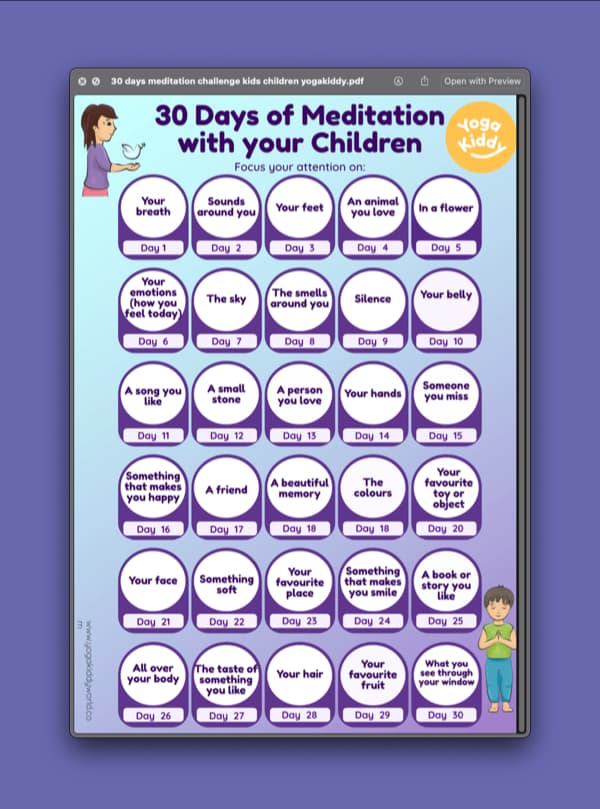 30 days meditation challenge kids children yogakiddy.pdf
Open with Preview
30 Days of Meditation
with your Children
Yoga
Kiddy
Focus your attention on:
Your
breath
Day 1
Sounds
around you
Day 2
Your feet
Day 3
An animal
you love
Day 4
In a flower
Day 5
Your
emotions
(how you
feel today)
Day 6
The sky
Day 7
The smells
around you
Day 8
Silence
Day 9
Your belly
Day 10
A song you
like
Day 11
A small
stone
Day 12
A person
you love
Day 13
Your hands
Day 14
Someone
you miss
Day 15
Something
that makes
you happy
Day 16
A friend
Day 17
A beautiful
memory
Day 18
The
colours
Day 18
Your
favourite
toy or
object
Day 20
Your face
Day 21
Something
soft
Day 22
Your
favourite
place
Day 23
Something
that makes
you smile
Day 24
A book or
story you
like
Day 25
All over
your body
Day 26
The taste of
something
you like
Day 27
Your hair
Day 28
Your
favourite
fruit
Day 29
What you
see through
your window
Day 30
www.yogakiddyworld.co
m